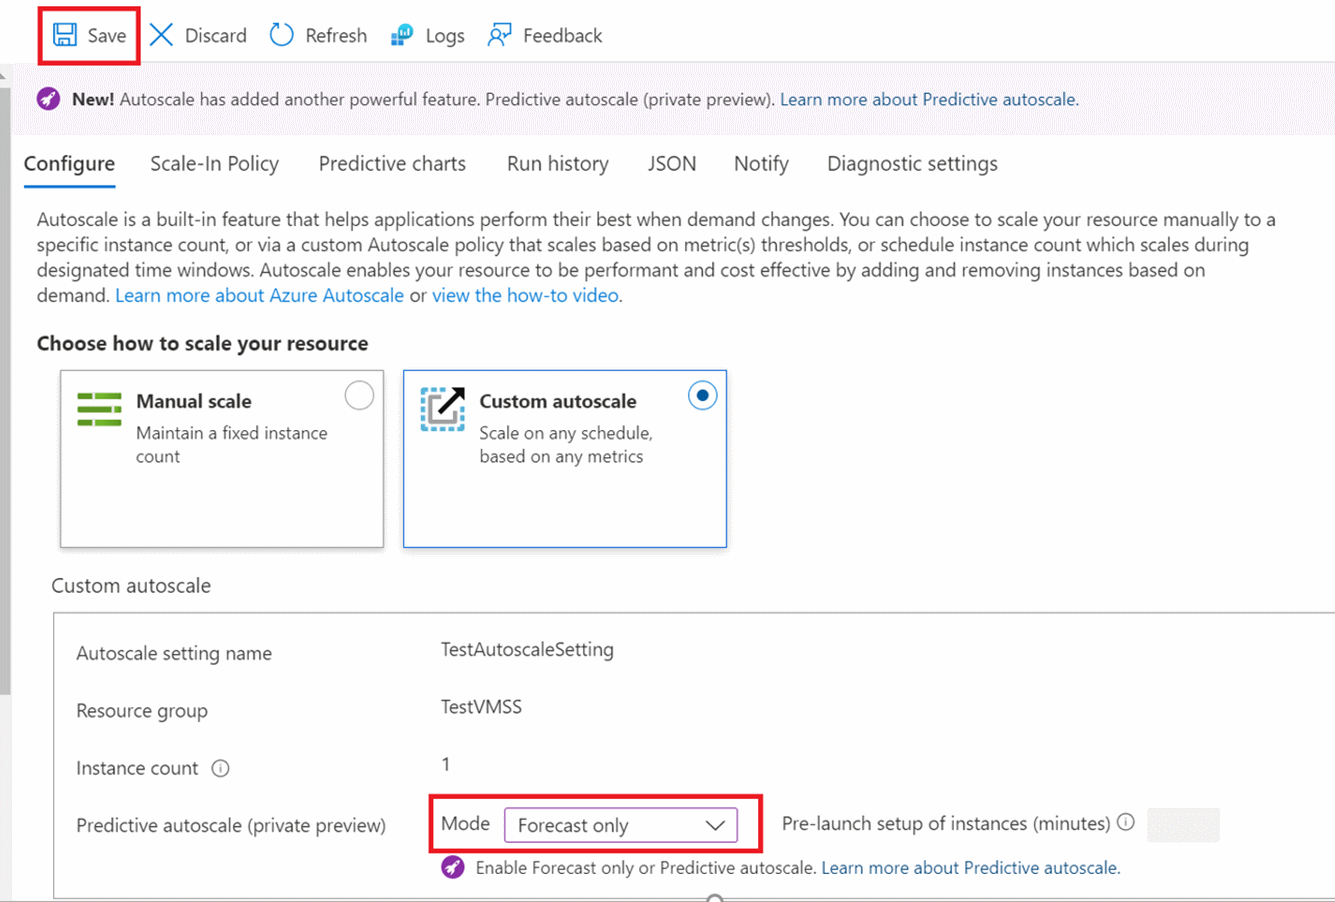 Save Discard Refresh Logs Feedback
New! Autoscale has added another powerful feature. Predictive autoscale (private preview). Learn more about Predictive autoscale.
Configure Scale-In Policy Predictive charts Run history JSON Notify Diagnostic settings
Autoscale is a built-in feature that helps applications perform their best when demand changes. You can choose to scale your resource manually to a
specific instance count, or via a custom Autoscale policy that scales based on metric(s) thresholds, or schedule instance count which scales during
designated time windows. Autoscale enables your resource to be performant and cost effective by adding and removing instances based on
demand. Learn more about Azure Autoscale or view the how-to video.
Choose how to scale your resource
Manual scale
Maintain a fixed instance
count
Custom autoscale
Scale on any schedule,
based on any metrics
Custom autoscale
Autoscale setting name TestAutoscaleSetting
Resource group TestVMSS
Instance count 1
Predictive autoscale (private preview) Mode Forecast only Pre-launch setup of instances (minutes)
Enable Forecast only or Predictive autoscale. Learn more about Predictive autoscale.